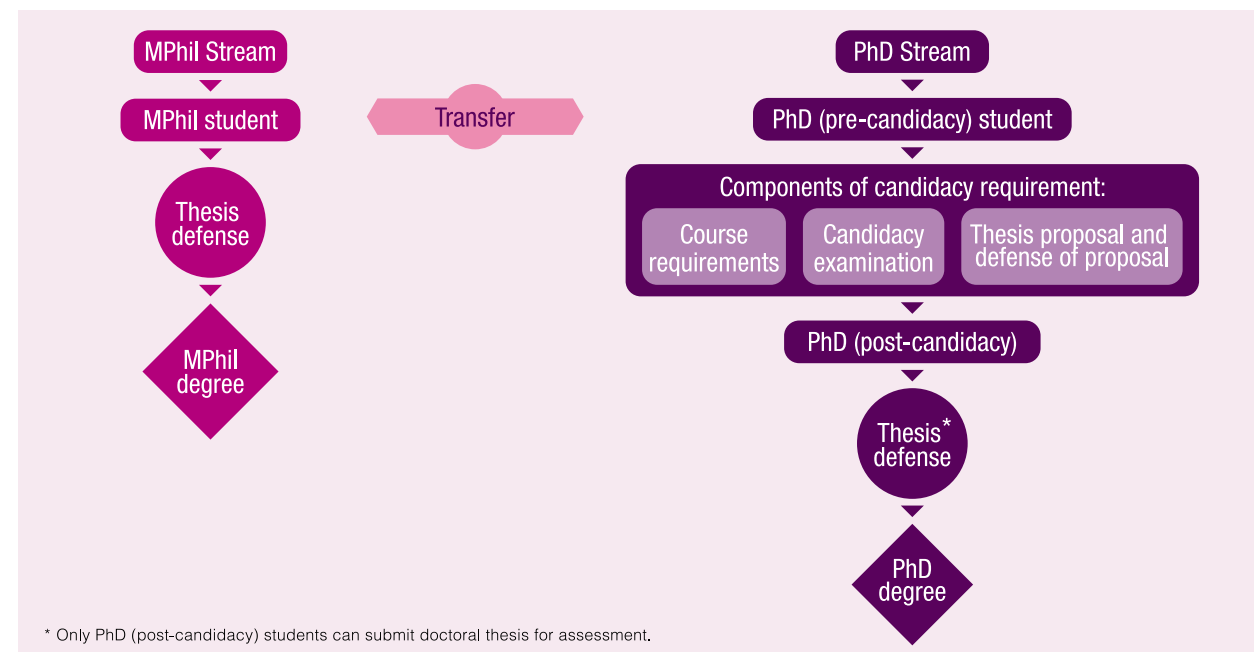 MPhil Stream
MPhil student
Thesis
defense
MPhil
degree
Transfer
PhD Stream
PhD (pre-candidacy) student
Components of candidacy requirement:
Course
requirements
Candidacy
examination
Thesis proposal and
defense of proposal
PhD (post-candidacy)
Thesis*
defense
PhD
degree
* Only PhD (post-candidacy) students can submit doctoral thesis for assessment.